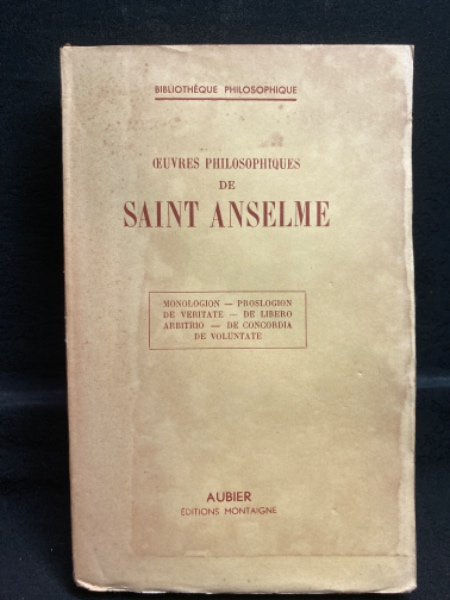 BIBLIOTHÈQUE PHILOSOPHIQUE
ŒUVRES PHILOSOPHIQUES
DE
SAINT ANSELME
MONOLOGION — PROSLOGION
DE VERITATE — DE LIBERO
ARBITRIO — DE CONCORDIA
DE VOLUNTATE
AUBIER
ÉDITIONS MONTAIGNE